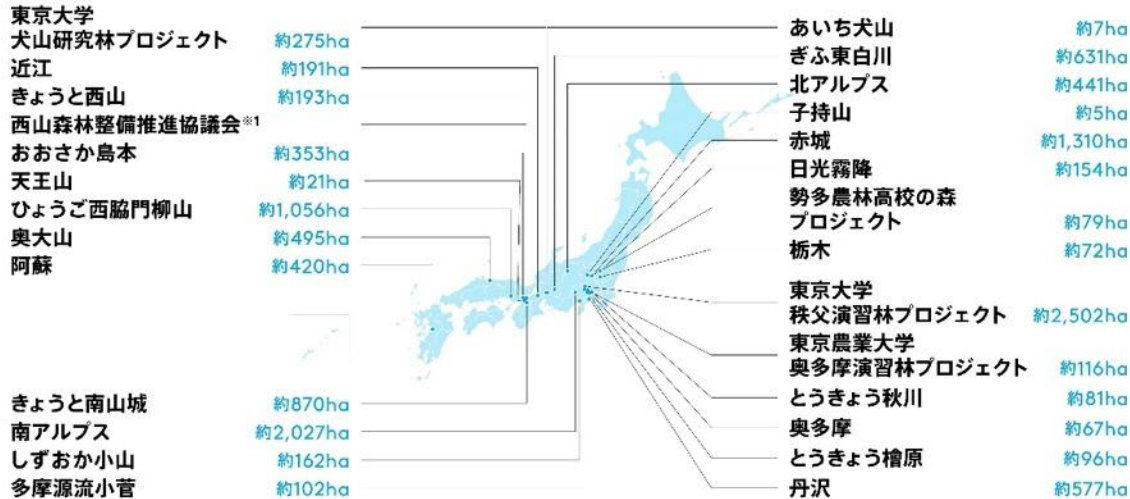 東京大学
犬山研究林プロジェクト 約275ha
近江 約191ha
きょうと西山 約193ha
西山森林整備推進協議会※1
おおさか島本 約353ha
天王山 約21ha
ひょうご西脇門柳山 約1,056ha
奥大山 約495ha
阿蘇 約420ha
きょうと南山城 約870ha
南アルプス 約2,027ha
しずおか小山 約162ha
多摩源流小菅 約102ha
あいち犬山 約7ha
ぎふ東白川 約631ha
北アルプス 約441ha
子持山 約5ha
赤城 約1,310ha
日光霧降 約154ha
勢多農林高校の森
プロジェクト 約79ha
栃木 約72ha
東京大学
秩父演習林プロジェクト 約2,502ha
東京農業大学
奥多摩演習林プロジェクト 約116ha
とうきょう秋川 約81ha
奥多摩 約67ha
とうきょう檜原 約96ha
丹沢 約577ha